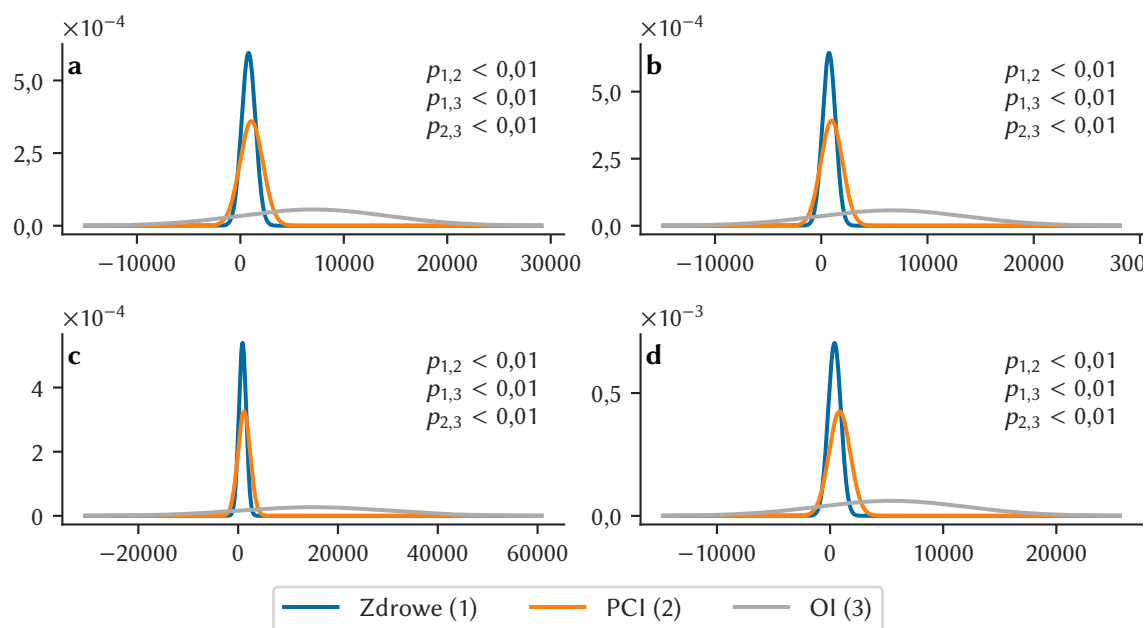 ×10⁻⁴
a
5,0
2,5
0,0
p₁,₂ < 0,01
p₁,₃ < 0,01
p₂,₃ < 0,01
−10000 0 10000 20000 30000
×10⁻⁴
b
5,0
2,5
0,0
p₁,₂ < 0,01
p₁,₃ < 0,01
p₂,₃ < 0,01
−10000 0 10000 20000 300
×10⁻⁴
c
4
2
0
p₁,₂ < 0,01
p₁,₃ < 0,01
p₂,₃ < 0,01
−20000 0 20000 40000 60000
×10⁻³
d
0,5
0,0
p₁,₂ < 0,01
p₁,₃ < 0,01
p₂,₃ < 0,01
−10000 0 10000 20000
Zdrowe (1) PCI (2) OI (3)